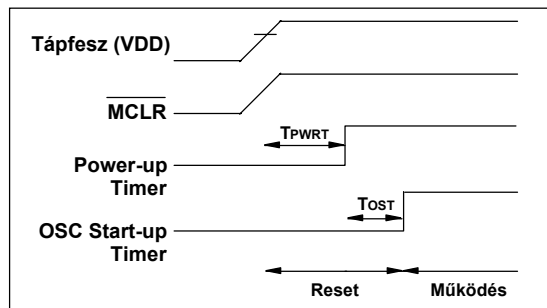 Tápfesz (VDD)
MCLR
TPWRT
Power-up
Timer
TOST
OSC Start-up
Timer
Reset Működés